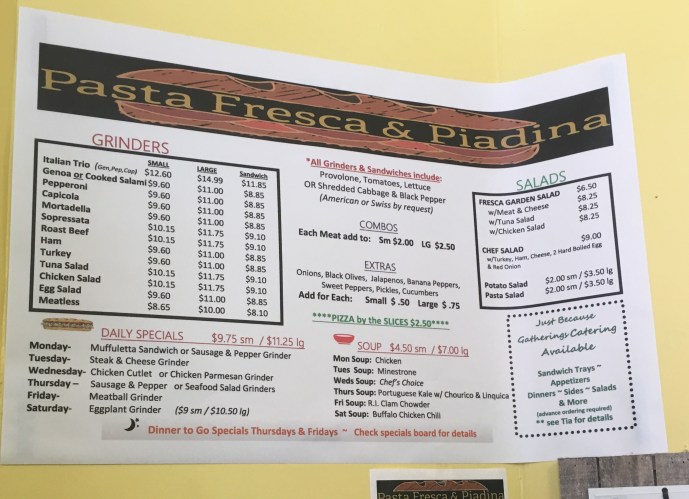 Pasta Fresca & Piadina
GRINDERS
SMALL LARGE Sandwich
Italian Trio (Gen,Pep,Cap) $12.60 $14.99 $11.85
Genoa or Cooked Salami $9.60 $11.00 $8.85
Pepperoni $9.60 $11.00 $8.85
Capicola $9.60 $11.00 $8.85
Mortadella $9.60 $11.00 $8.85
Sopressata $10.15 $11.75 $9.10
Roast Beef $10.15 $11.75 $9.10
Ham $9.60 $11.00 $8.85
Turkey $10.15 $11.75 $9.10
Tuna Salad $10.15 $11.75 $9.10
Chicken Salad $10.15 $11.75 $9.10
Egg Salad $9.60 $11.00 $8.85
Meatless $8.65 $10.00 $8.10
*All Grinders & Sandwiches include:
Provolone, Tomatoes, Lettuce
OR Shredded Cabbage & Black Pepper
(American or Swiss by request)
COMBOS
Each Meat add to: Sm $2.00 LG $2.50
EXTRAS
Onions, Black Olives, Jalapenos, Banana Peppers,
Sweet Peppers, Pickles, Cucumbers
Add for Each: Small $ .50 Large $ .75
****PIZZA by the SLICES $2.50****
SALADS
FRESCA GARDEN SALAD $6.50
w/Meat & Cheese $8.25
w/Tuna Salad $8.25
w/Chicken Salad $8.25
CHEF SALAD $9.00
w/Turkey, Ham, Cheese, 2 Hard Boiled Egg
& Red Onion
Potato Salad $2.00 sm / $3.50 lg
Pasta Salad $2.00 sm / $3.50 lg
DAILY SPECIALS $9.75 sm / $11.25 lg
Monday- Muffuletta Sandwich or Sausage & Pepper Grinder
Tuesday- Steak & Cheese Grinder
Wednesday- Chicken Cutlet or Chicken Parmesan Grinder
Thursday – Sausage & Pepper or Seafood Salad Grinders
Friday- Meatball Grinder
Saturday- Eggplant Grinder ($9 sm / $10.50 lg)
SOUP $4.50 sm / $7.00 lg
Mon Soup: Chicken
Tues Soup: Minestrone
Weds Soup: Chef's Choice
Thurs Soup: Portuguese Kale w/ Chourico & Linquica
Fri Soup: R.I. Clam Chowder
Sat Soup: Buffalo Chicken Chili
Dinner to Go Specials Thursdays & Fridays ~ Check specials board for details
Just Because
Gatherings Catering
Available
Sandwich Trays ~
Appetizers
Dinners ~ Sides ~ Salads
& More
(advance ordering required)
** see Tia for details
Pasta Fresca & Piadina